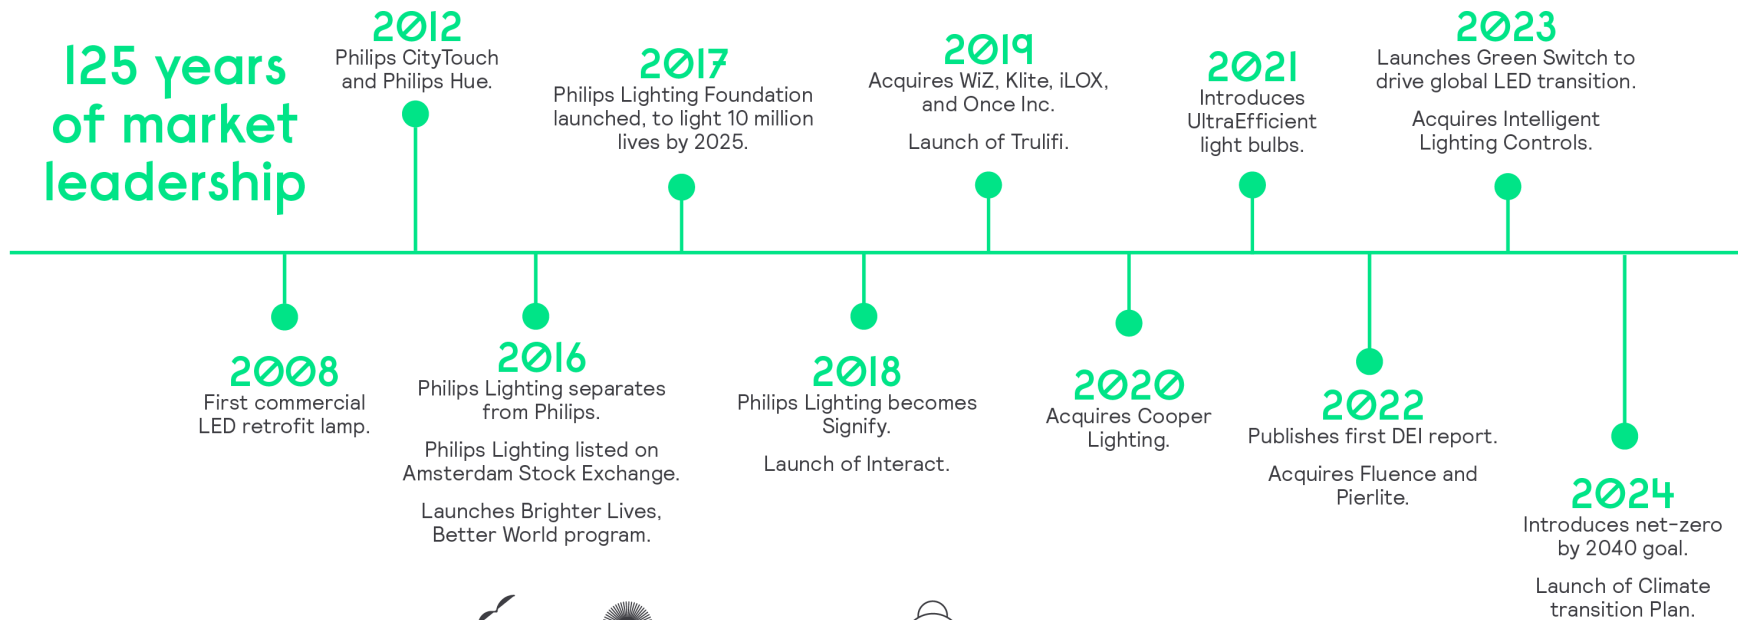 125 years
of market
leadership
2012
Philips CityTouch
and Philips Hue.
2017
Philips Lighting Foundation
launched, to light 10 million
lives by 2025.
2019
Acquires WiZ, Klite, iLOX,
and Once Inc.
Launch of Trulifi.
2021
Introduces
UltraEfficient
light bulbs.
2023
Launches Green Switch to
drive global LED transition.
Acquires Intelligent
Lighting Controls.
2008
First commercial
LED retrofit lamp.
2016
Philips Lighting separates
from Philips.
Philips Lighting listed on
Amsterdam Stock Exchange.
Launches Brighter Lives,
Better World program.
2018
Philips Lighting becomes
Signify.
Launch of Interact.
2020
Acquires Cooper
Lighting.
2022
Publishes first DEI report.
Acquires Fluence and
Pierlite.
2024
Introduces net-zero
by 2040 goal.
Launch of Climate
transition Plan.